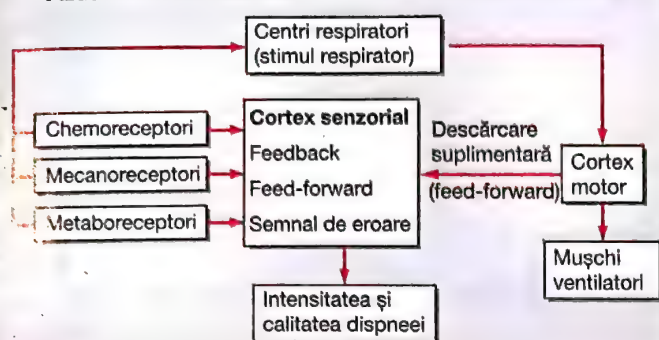 Centri respiratori
(stimul respirator)
Chemoreceptori
Mecanoreceptori
Metaboreceptori
Cortex senzorial
Feedback
Feed-forward
Semnal de eroare
Descărcare
suplimentară
(feed-forward)
Cortex
motor
Mușchi
ventilatori
Intensitatea și
calitatea dispneei